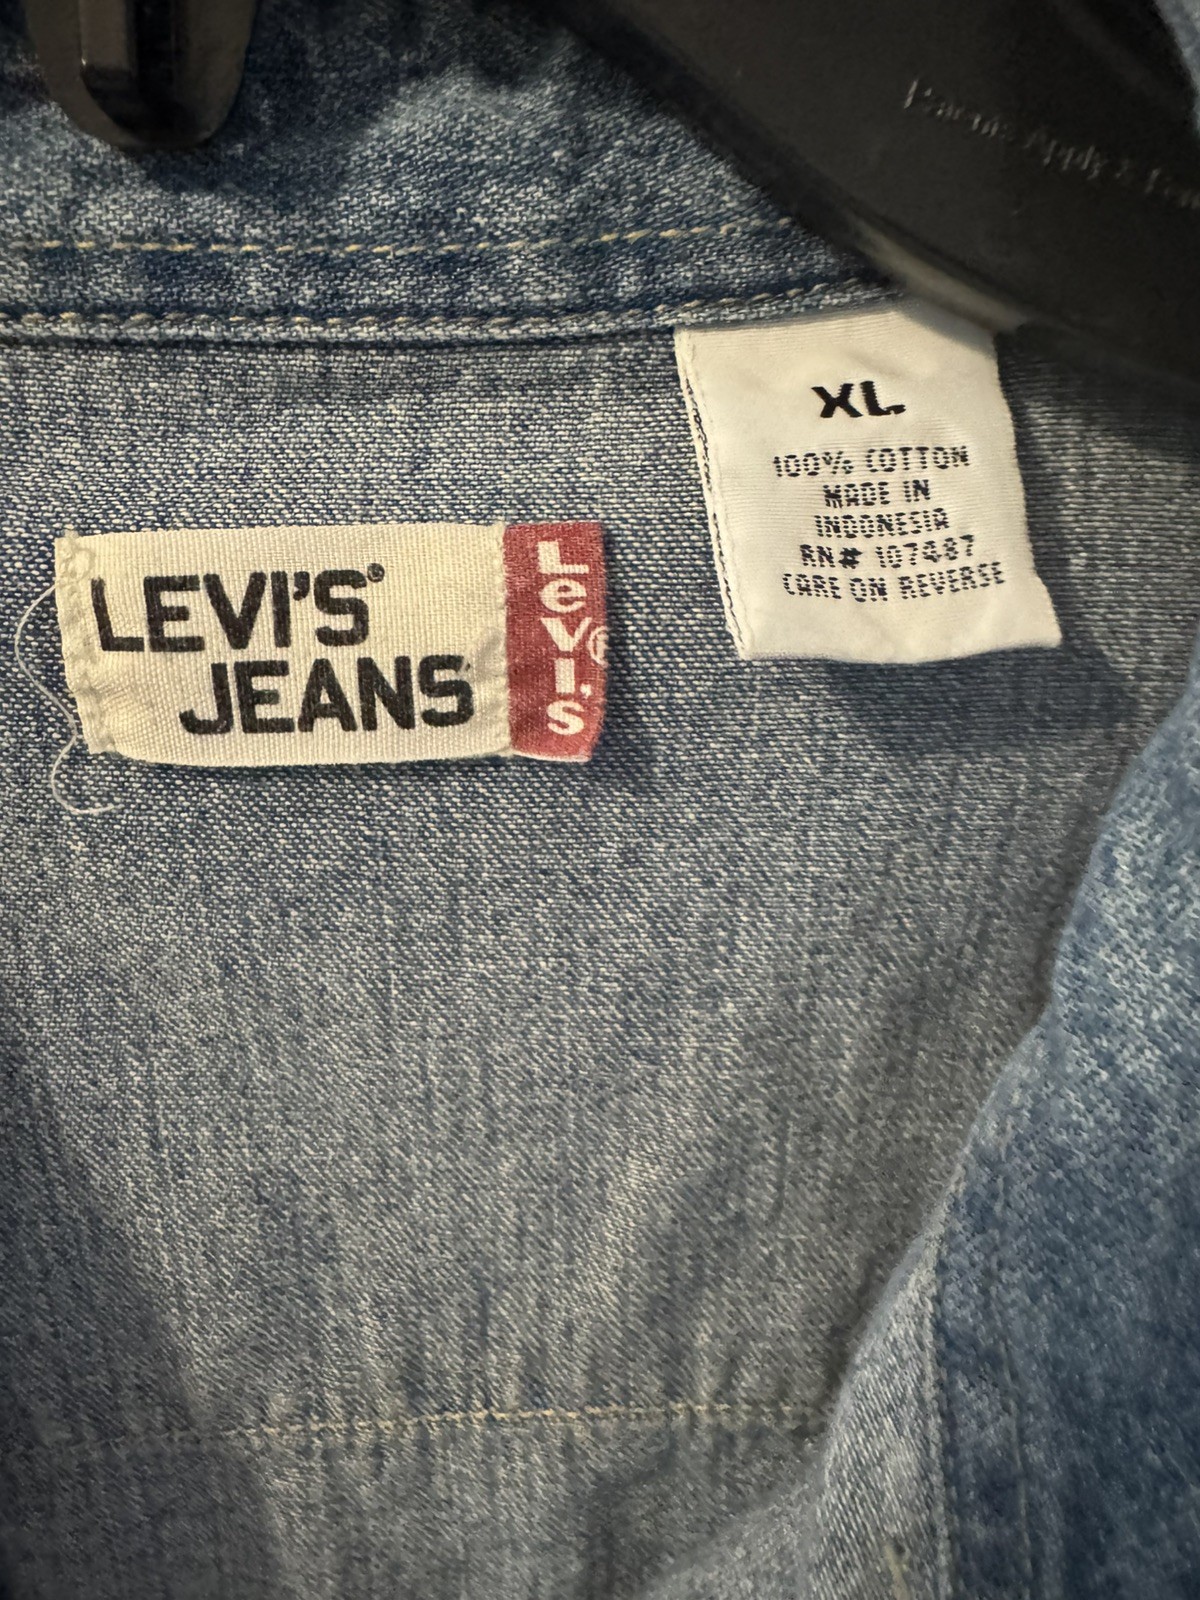 XL
100% COTTON
MADE IN
INDONESIA
RN# 107487
CARE ON REVERSE
LEVI'S®
JEANS
Levi's®